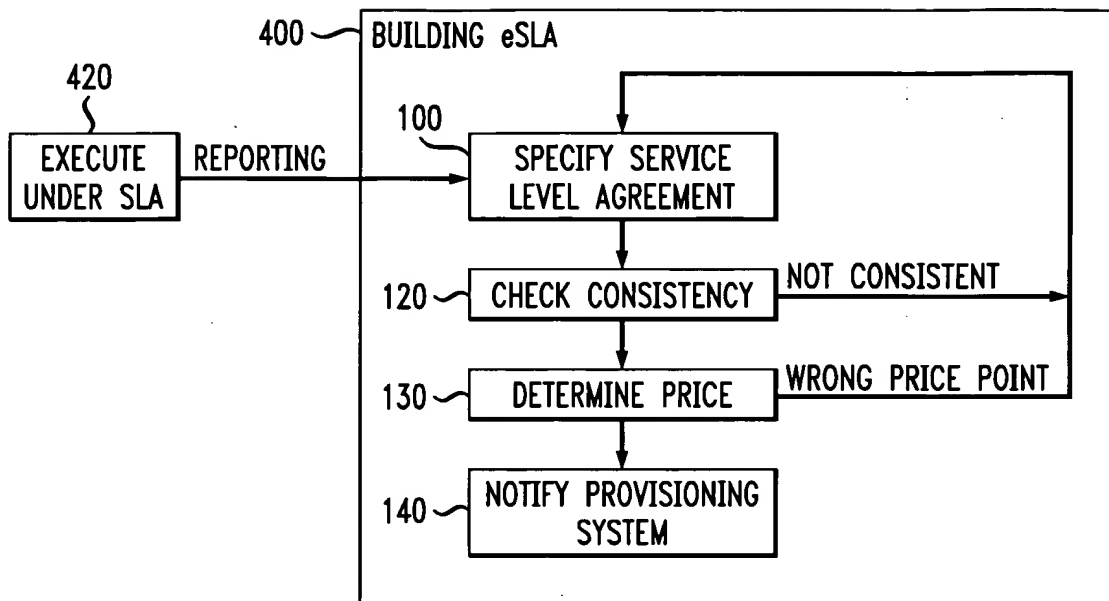 400
BUILDING eSLA
420
EXECUTE
UNDER SLA
REPORTING
100
SPECIFY SERVICE
LEVEL AGREEMENT
120
CHECK CONSISTENCY
NOT CONSISTENT
130
DETERMINE PRICE
WRONG PRICE POINT
140
NOTIFY PROVISIONING
SYSTEM